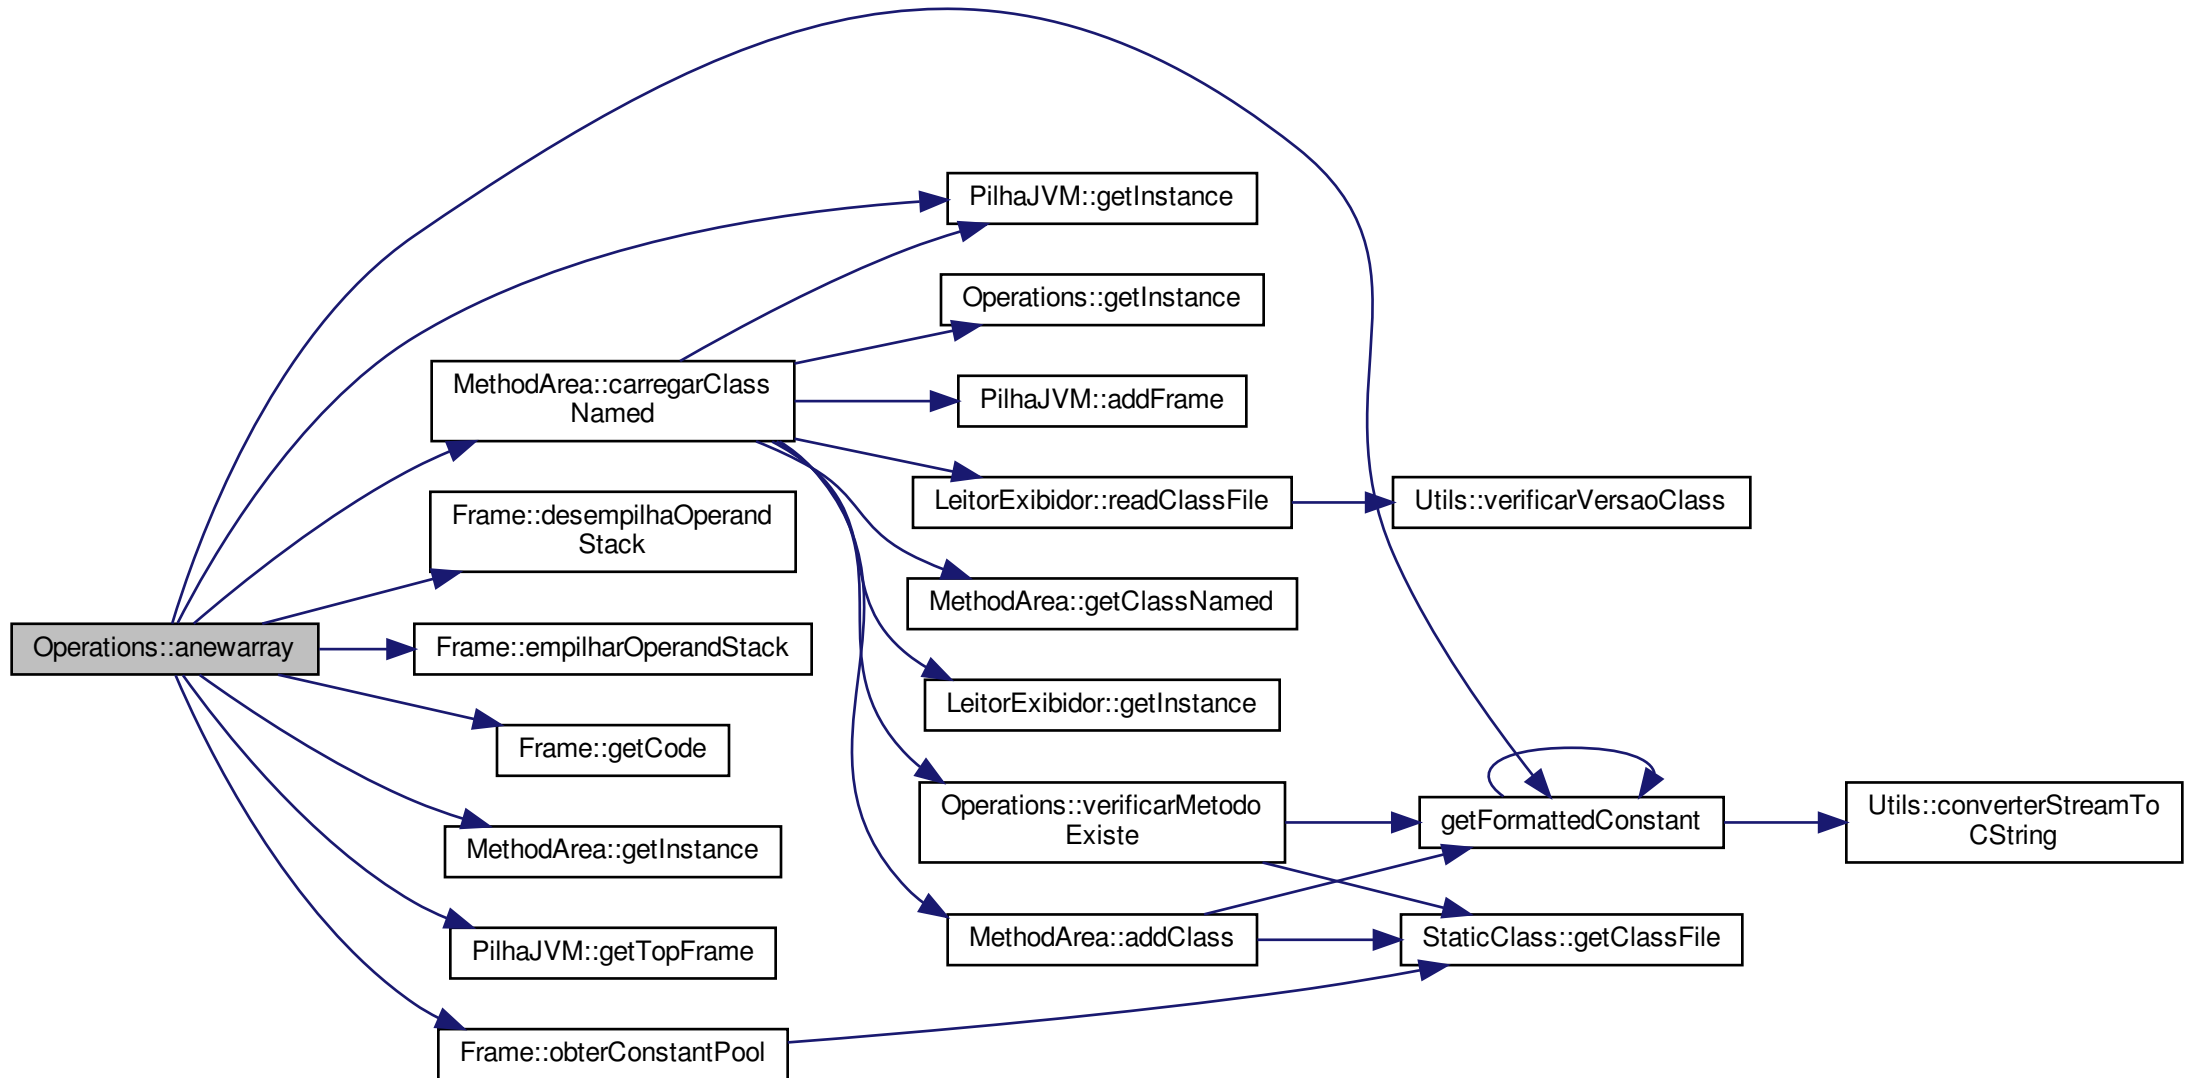 Operations::anewarray
MethodArea::carregarClass
Named
Frame::desempilhaOperand
Stack
Frame::empilharOperandStack
Frame::getCode
MethodArea::getInstance
PilhaJVM::getTopFrame
Frame::obterConstantPool
PilhaJVM::getInstance
Operations::getInstance
PilhaJVM::addFrame
LeitorExibidor::readClassFile
MethodArea::getClassNamed
LeitorExibidor::getInstance
Operations::verificarMetodo
Existe
MethodArea::addClass
Utils::verificarVersaoClass
getFormattedConstant
StaticClass::getClassFile
Utils::converterStreamTo
CString